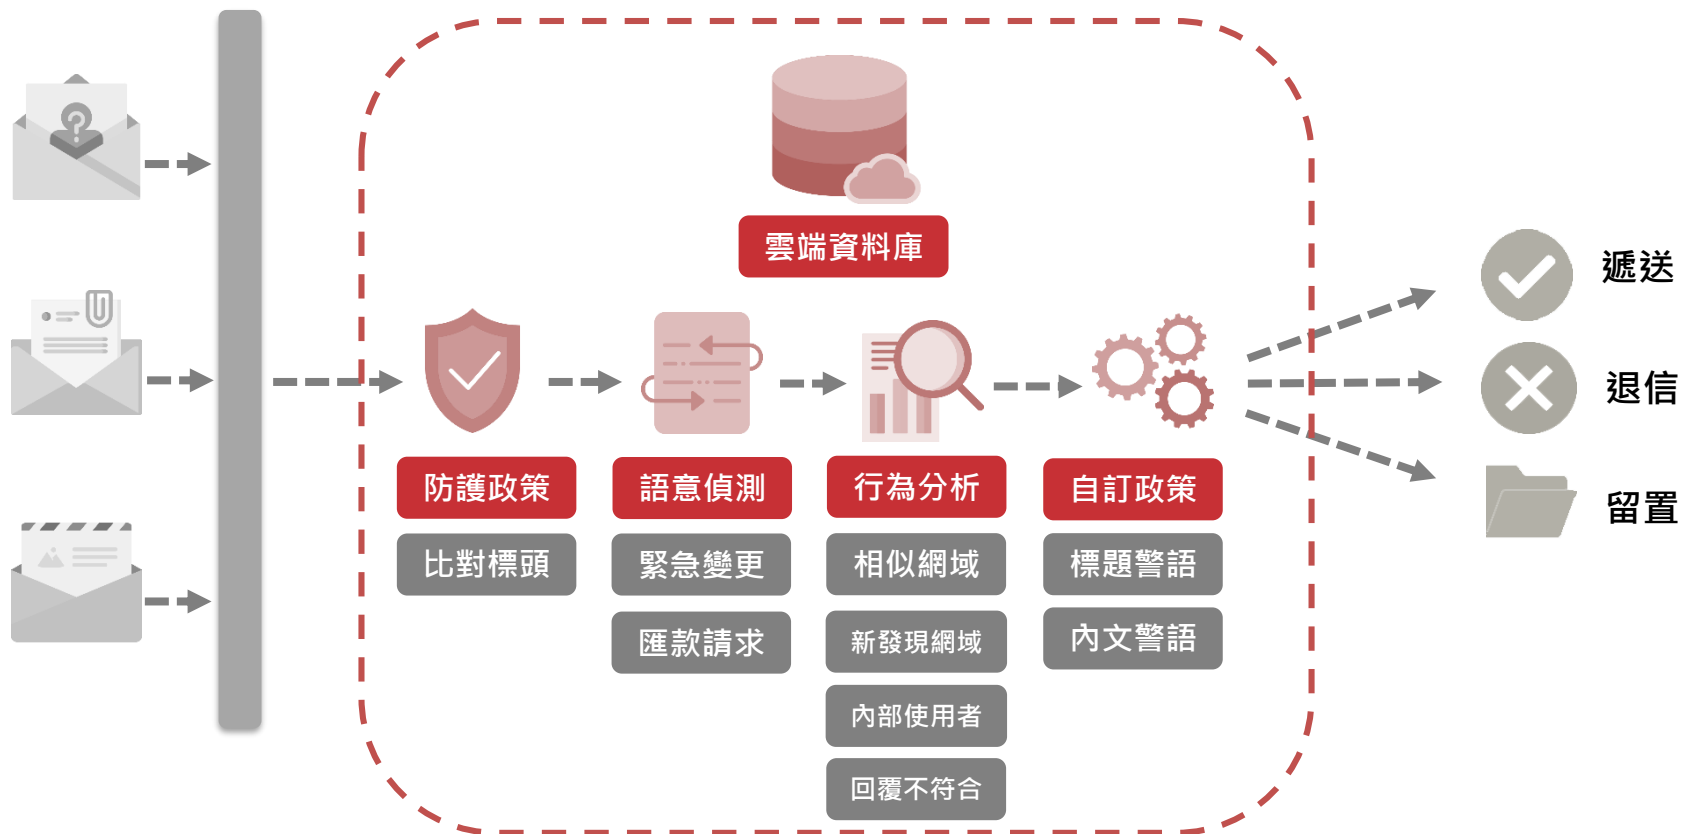 雲端資料庫
防護政策
比對標頭
語意偵測
緊急變更
匯款請求
行為分析
相似網域
新發現網域
內部使用者
回覆不符合
自訂政策
標題警語
內文警語
遞送
退信
留置